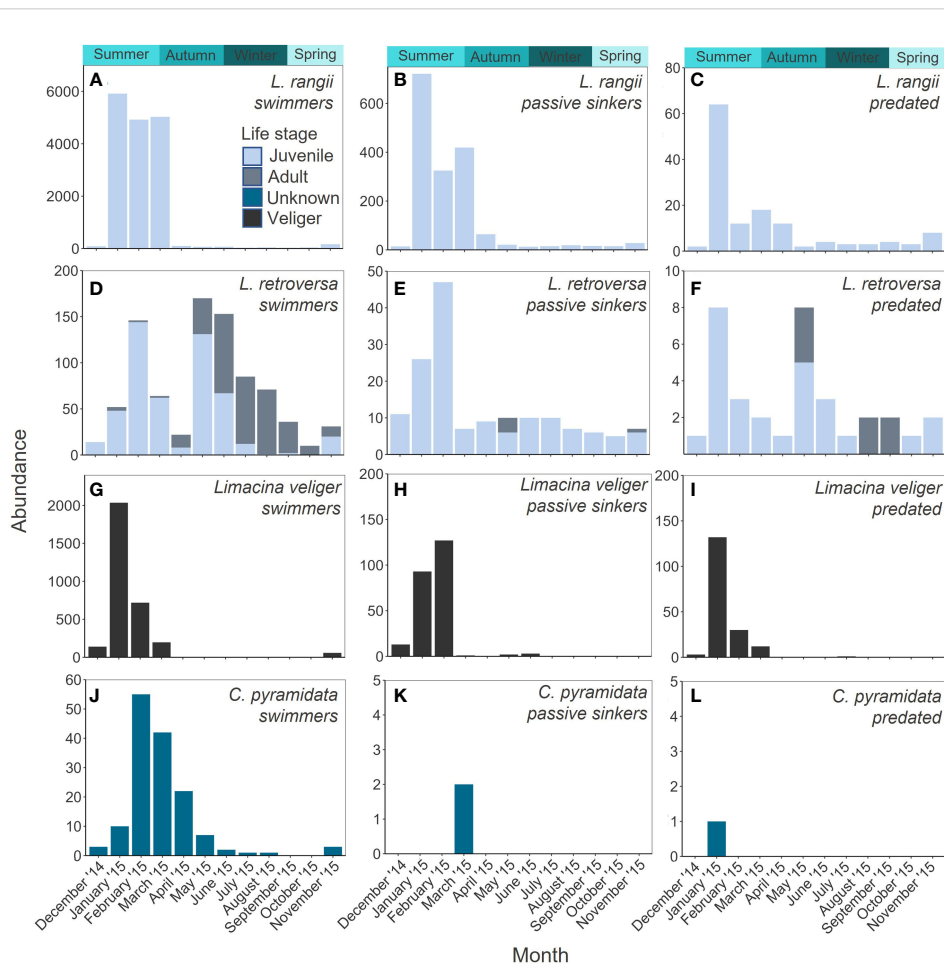 Summer Autumn Winter Spring
Summer Autumn Winter Spring
Summer Autumn Winter Spring
A
L. rangii
swimmers
6000
4000
2000
0
Life stage
Juvenile
Adult
Unknown
Veliger
B
L. rangii
passive sinkers
600
400
200
0
C
L. rangii
predated
80
60
40
20
0
D
L. retroversa
swimmers
200
150
100
50
0
E
L. retroversa
passive sinkers
50
40
30
20
10
0
F
L. retroversa
predated
10
8
6
4
2
G
Limacina veliger
swimmers
2000
1500
1000
500
0
H
Limacina veliger
passive sinkers
200
150
100
50
0
I
Limacina veliger
predated
200
150
100
50
0
J
C. pyramidata
swimmers
60
50
40
30
20
10
0
K
C. pyramidata
passive sinkers
5
4
3
2
1
0
L
C. pyramidata
predated
5
4
3
2
1
0
Abundance
December '14
January '15
February '15
March '15
April '15
May '15
June '15
July '15
August '15
September '15
October '15
November '15
December '14
January '15
February '15
March '15
April '15
May '15
June '15
July '15
August '15
September '15
October '15
November '15
December '14
January '15
February '15
March '15
April '15
May '15
June '15
July '15
August '15
September '15
October '15
November '15
Month